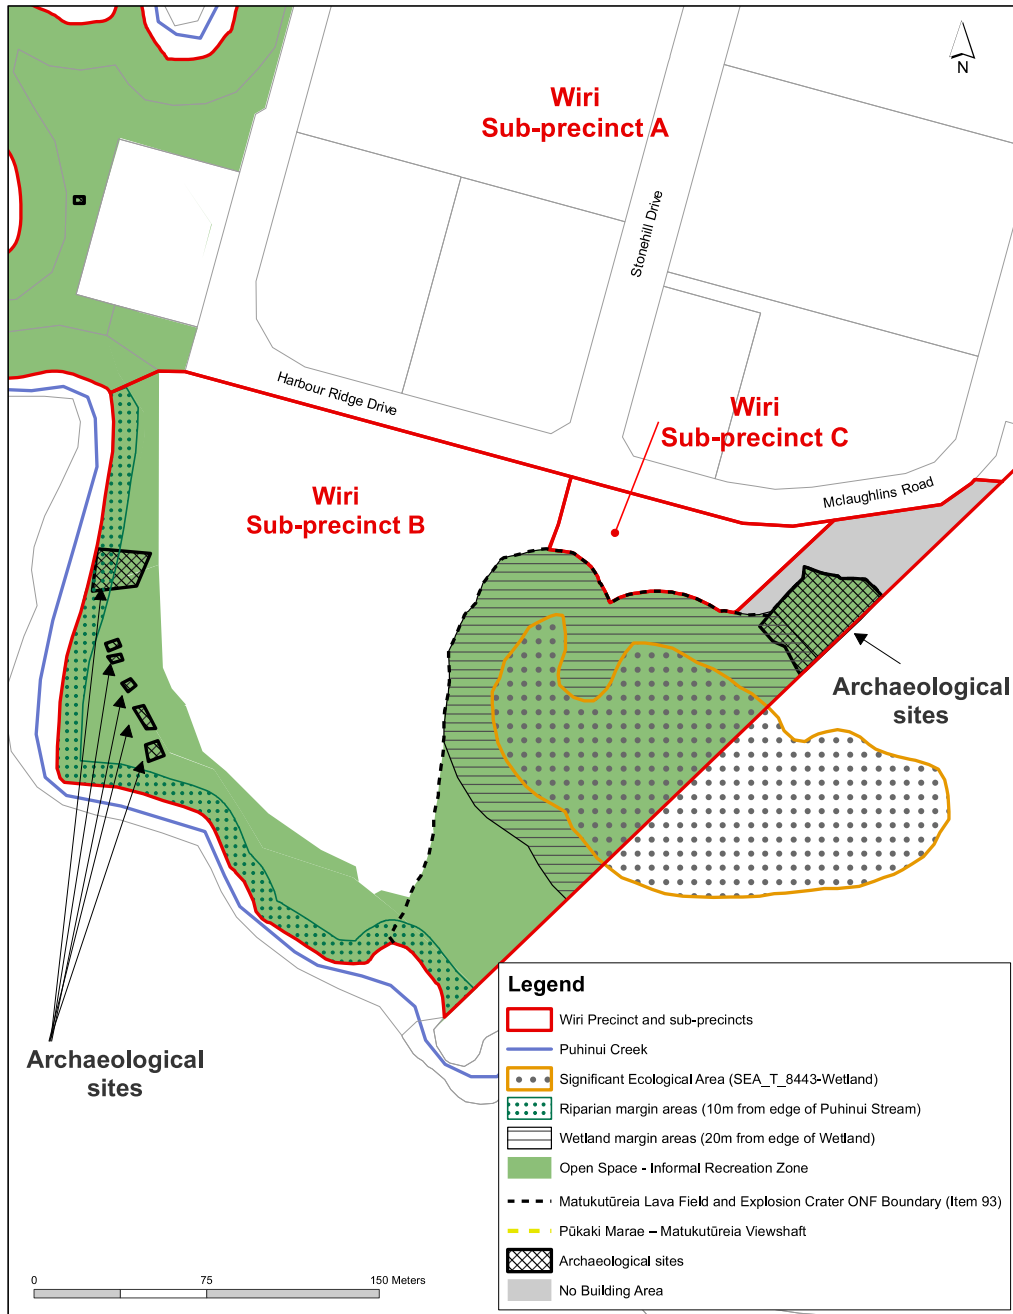 N
Wiri
Sub-precinct A
Stonehill Drive
Harbour Ridge Drive
Wiri
Sub-precinct C
Mclaughlins Road
Wiri
Sub-precinct B
Archaeological
sites
Archaeological
sites
Legend
Wiri Precinct and sub-precincts
Puhinui Creek
Significant Ecological Area (SEA_T_8443-Wetland)
Riparian margin areas (10m from edge of Puhinui Stream)
Wetland margin areas (20m from edge of Wetland)
Open Space - Informal Recreation Zone
Matukutūreia Lava Field and Explosion Crater ONF Boundary (Item 93)
Pūkaki Marae – Matukutūreia Viewshaft
Archaeological sites
No Building Area
0 75 150 Meters